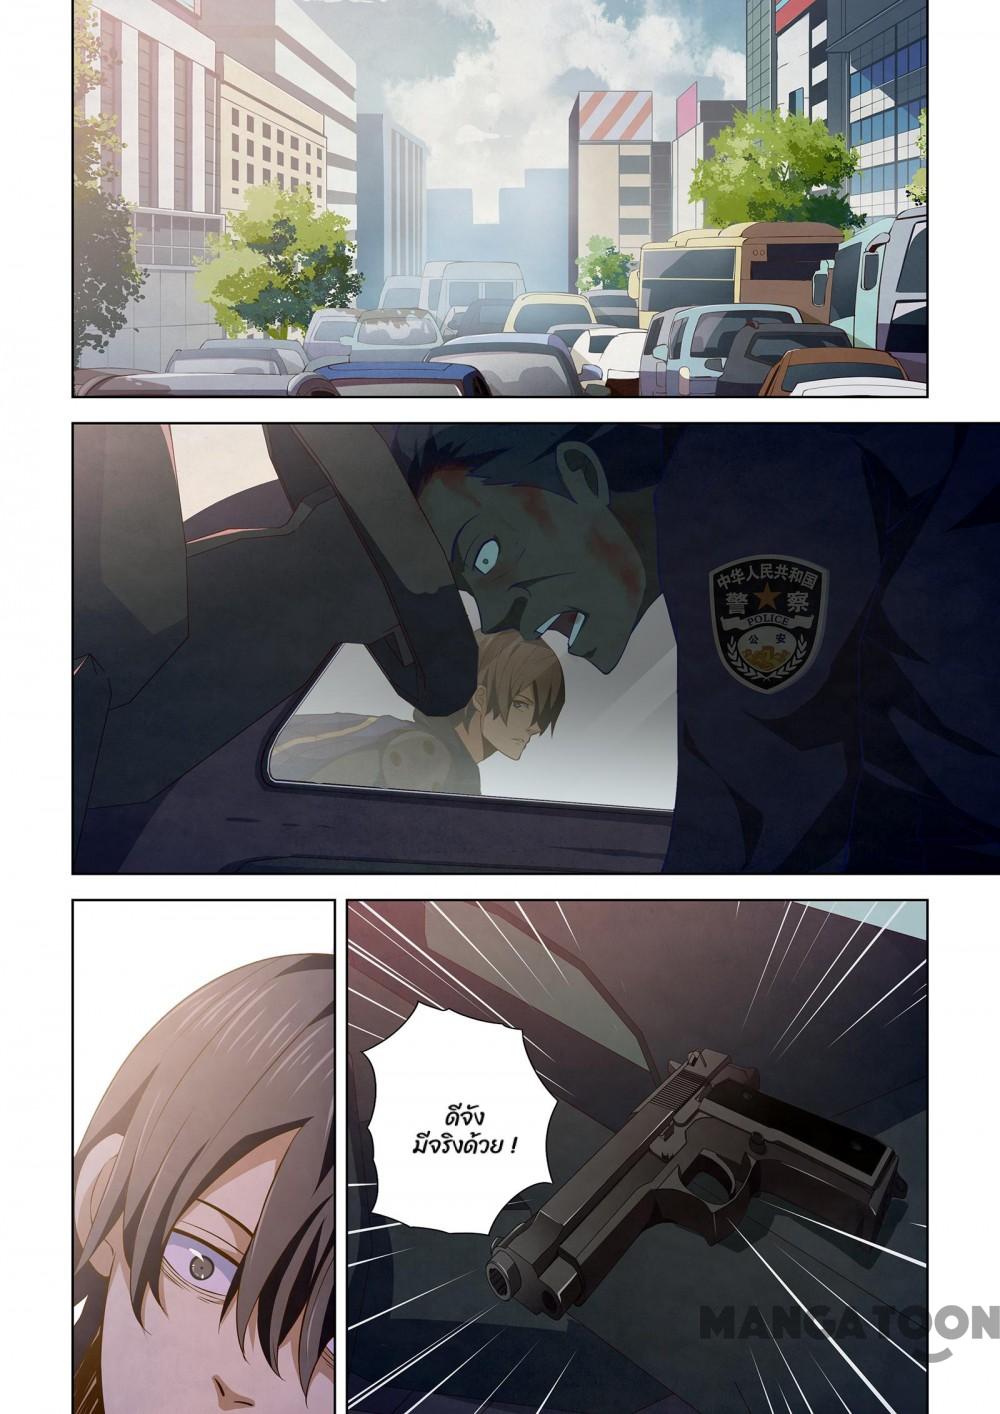 中华人民共和国
警 察
POLICE
公 安
ดีจัง
มีจริงด้วย !
MANGATOON